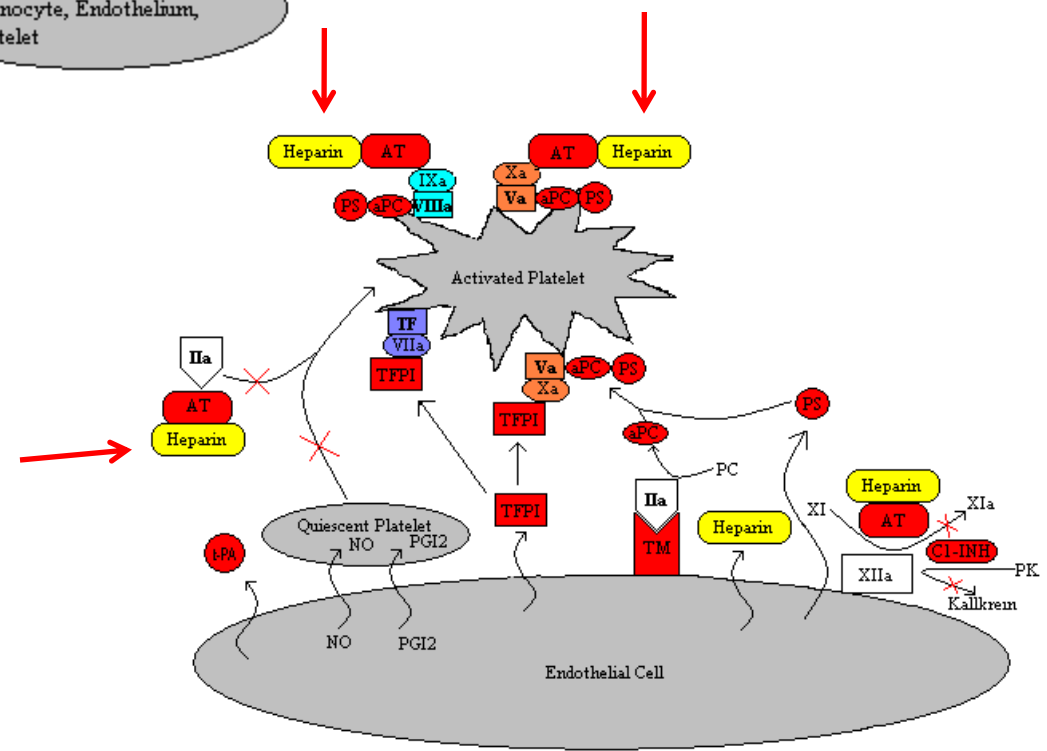 nocyte, Endothelium,
telet
Heparin AT
AT Heparin
IXa
Xa
PS aPC VIIIa
Va aPC PS
Activated Platelet
TF
VIIa
TFPI
IIa
AT
Heparin
Va aPC PS
Xa
TFPI
PS
aPC
PC
IIa
TM
Heparin
TFPI
Quiescent Platelet
NO PGI2
t-PA
NO PGI2
Heparin
AT
XI
XIa
C1-INH
XIIa
PK
Kallkrein
Endothelial Cell